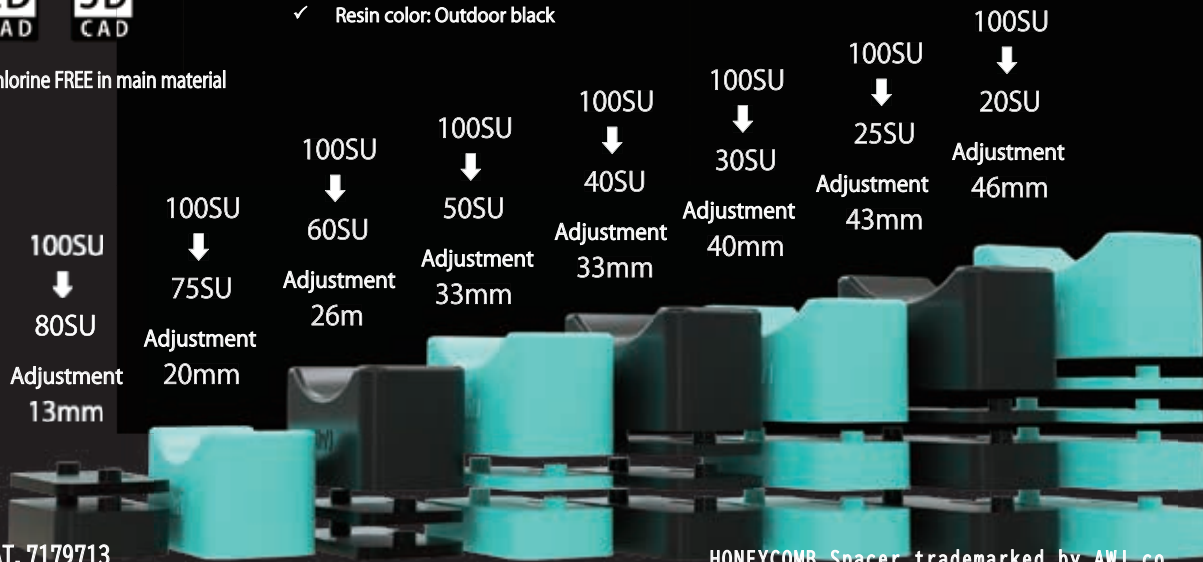 CAD
CAD
✓ Resin color: Outdoor black
FREE in main material
100SU
80SU
Adjustment
13mm
100SU
75SU
Adjustment
20mm
100SU
60SU
Adjustment
26m
100SU
50SU
Adjustment
33mm
100SU
40SU
Adjustment
33mm
100SU
30SU
Adjustment
40mm
100SU
25SU
Adjustment
43mm
100SU
20SU
Adjustment
46mm
7179713
HONEYCOMB Spacer trademarked by AWJ co